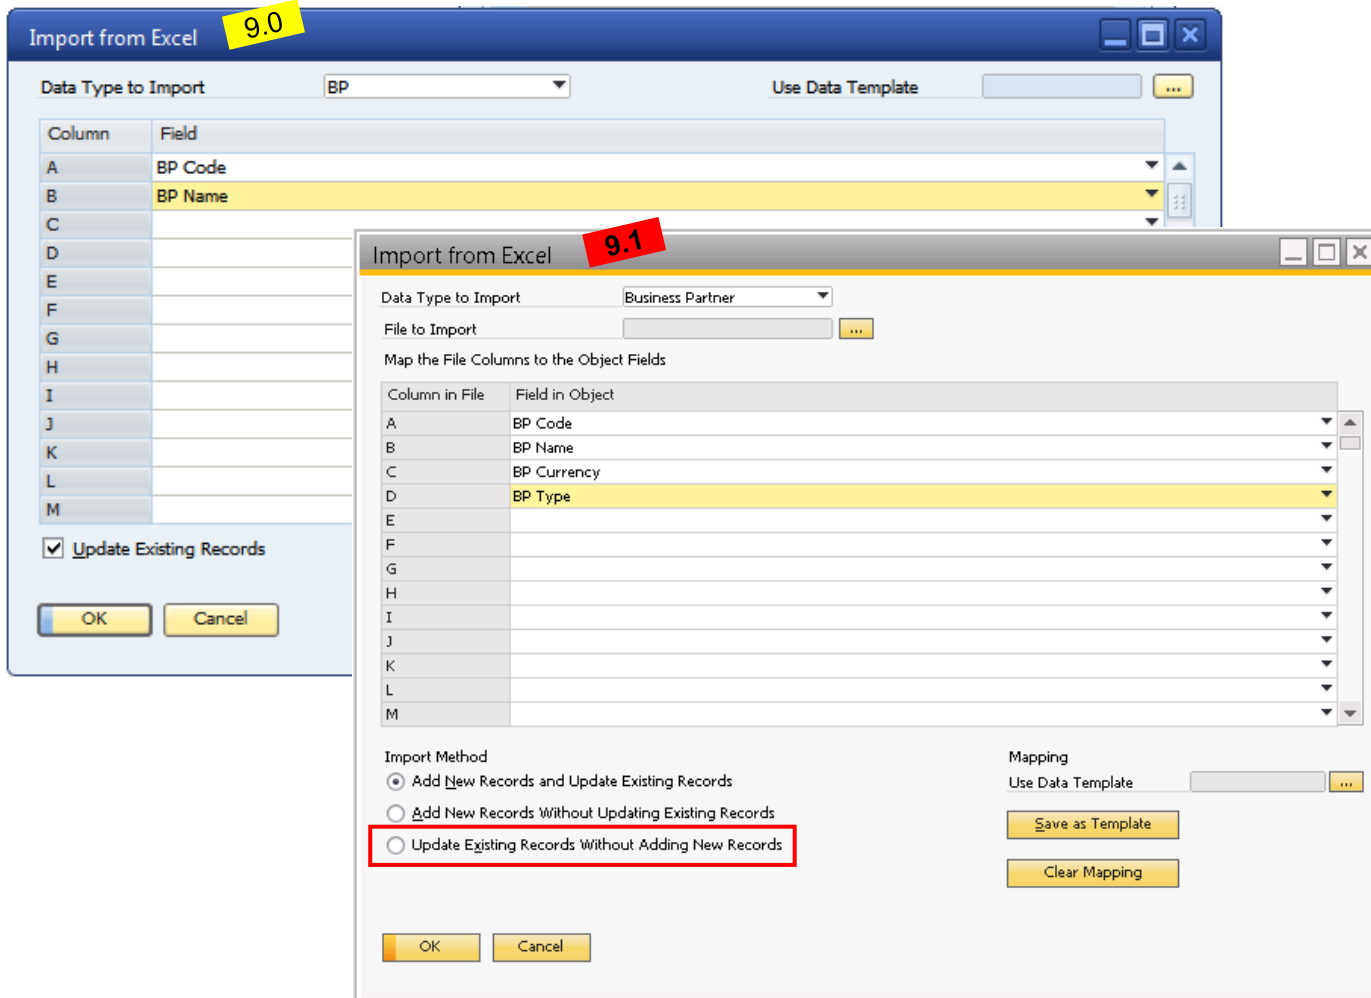 Import from Excel 9.0
Data Type to Import BP Use Data Template ...
Column Field
A BP Code
B BP Name
C
D
E
F
G
H
I
J
K
L
M
Update Existing Records
OK Cancel
Import from Excel 9.1
Data Type to Import Business Partner
File to Import ...
Map the File Columns to the Object Fields
Column in File Field in Object
A BP Code
B BP Name
C BP Currency
D BP Type
E
F
G
H
I
J
K
L
M
Import Method Mapping
Add New Records and Update Existing Records Use Data Template ...
Add New Records Without Updating Existing Records Save as Template
Update Existing Records Without Adding New Records
Clear Mapping
OK Cancel